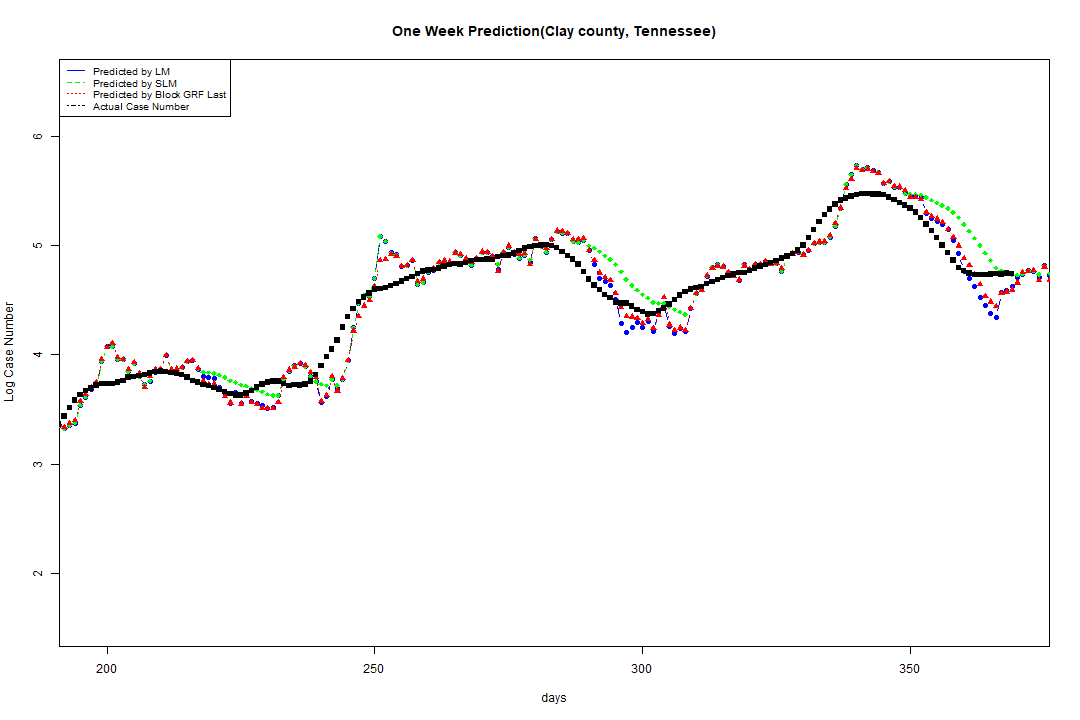 One Week Prediction(Clay county, Tennessee)
Predicted by LM
Predicted by SLM
Predicted by Block GRF Last
Actual Case Number
6
5
4
3
2
Log Case Number
200 250 300 350
days